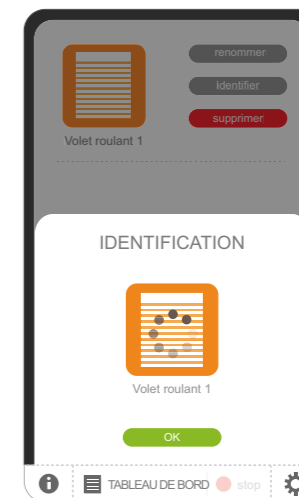 renommer
identifier
supprimer
Volet roulant 1
IDENTIFICATION
Volet roulant 1
OK
TABLEAU DE BORD
stop